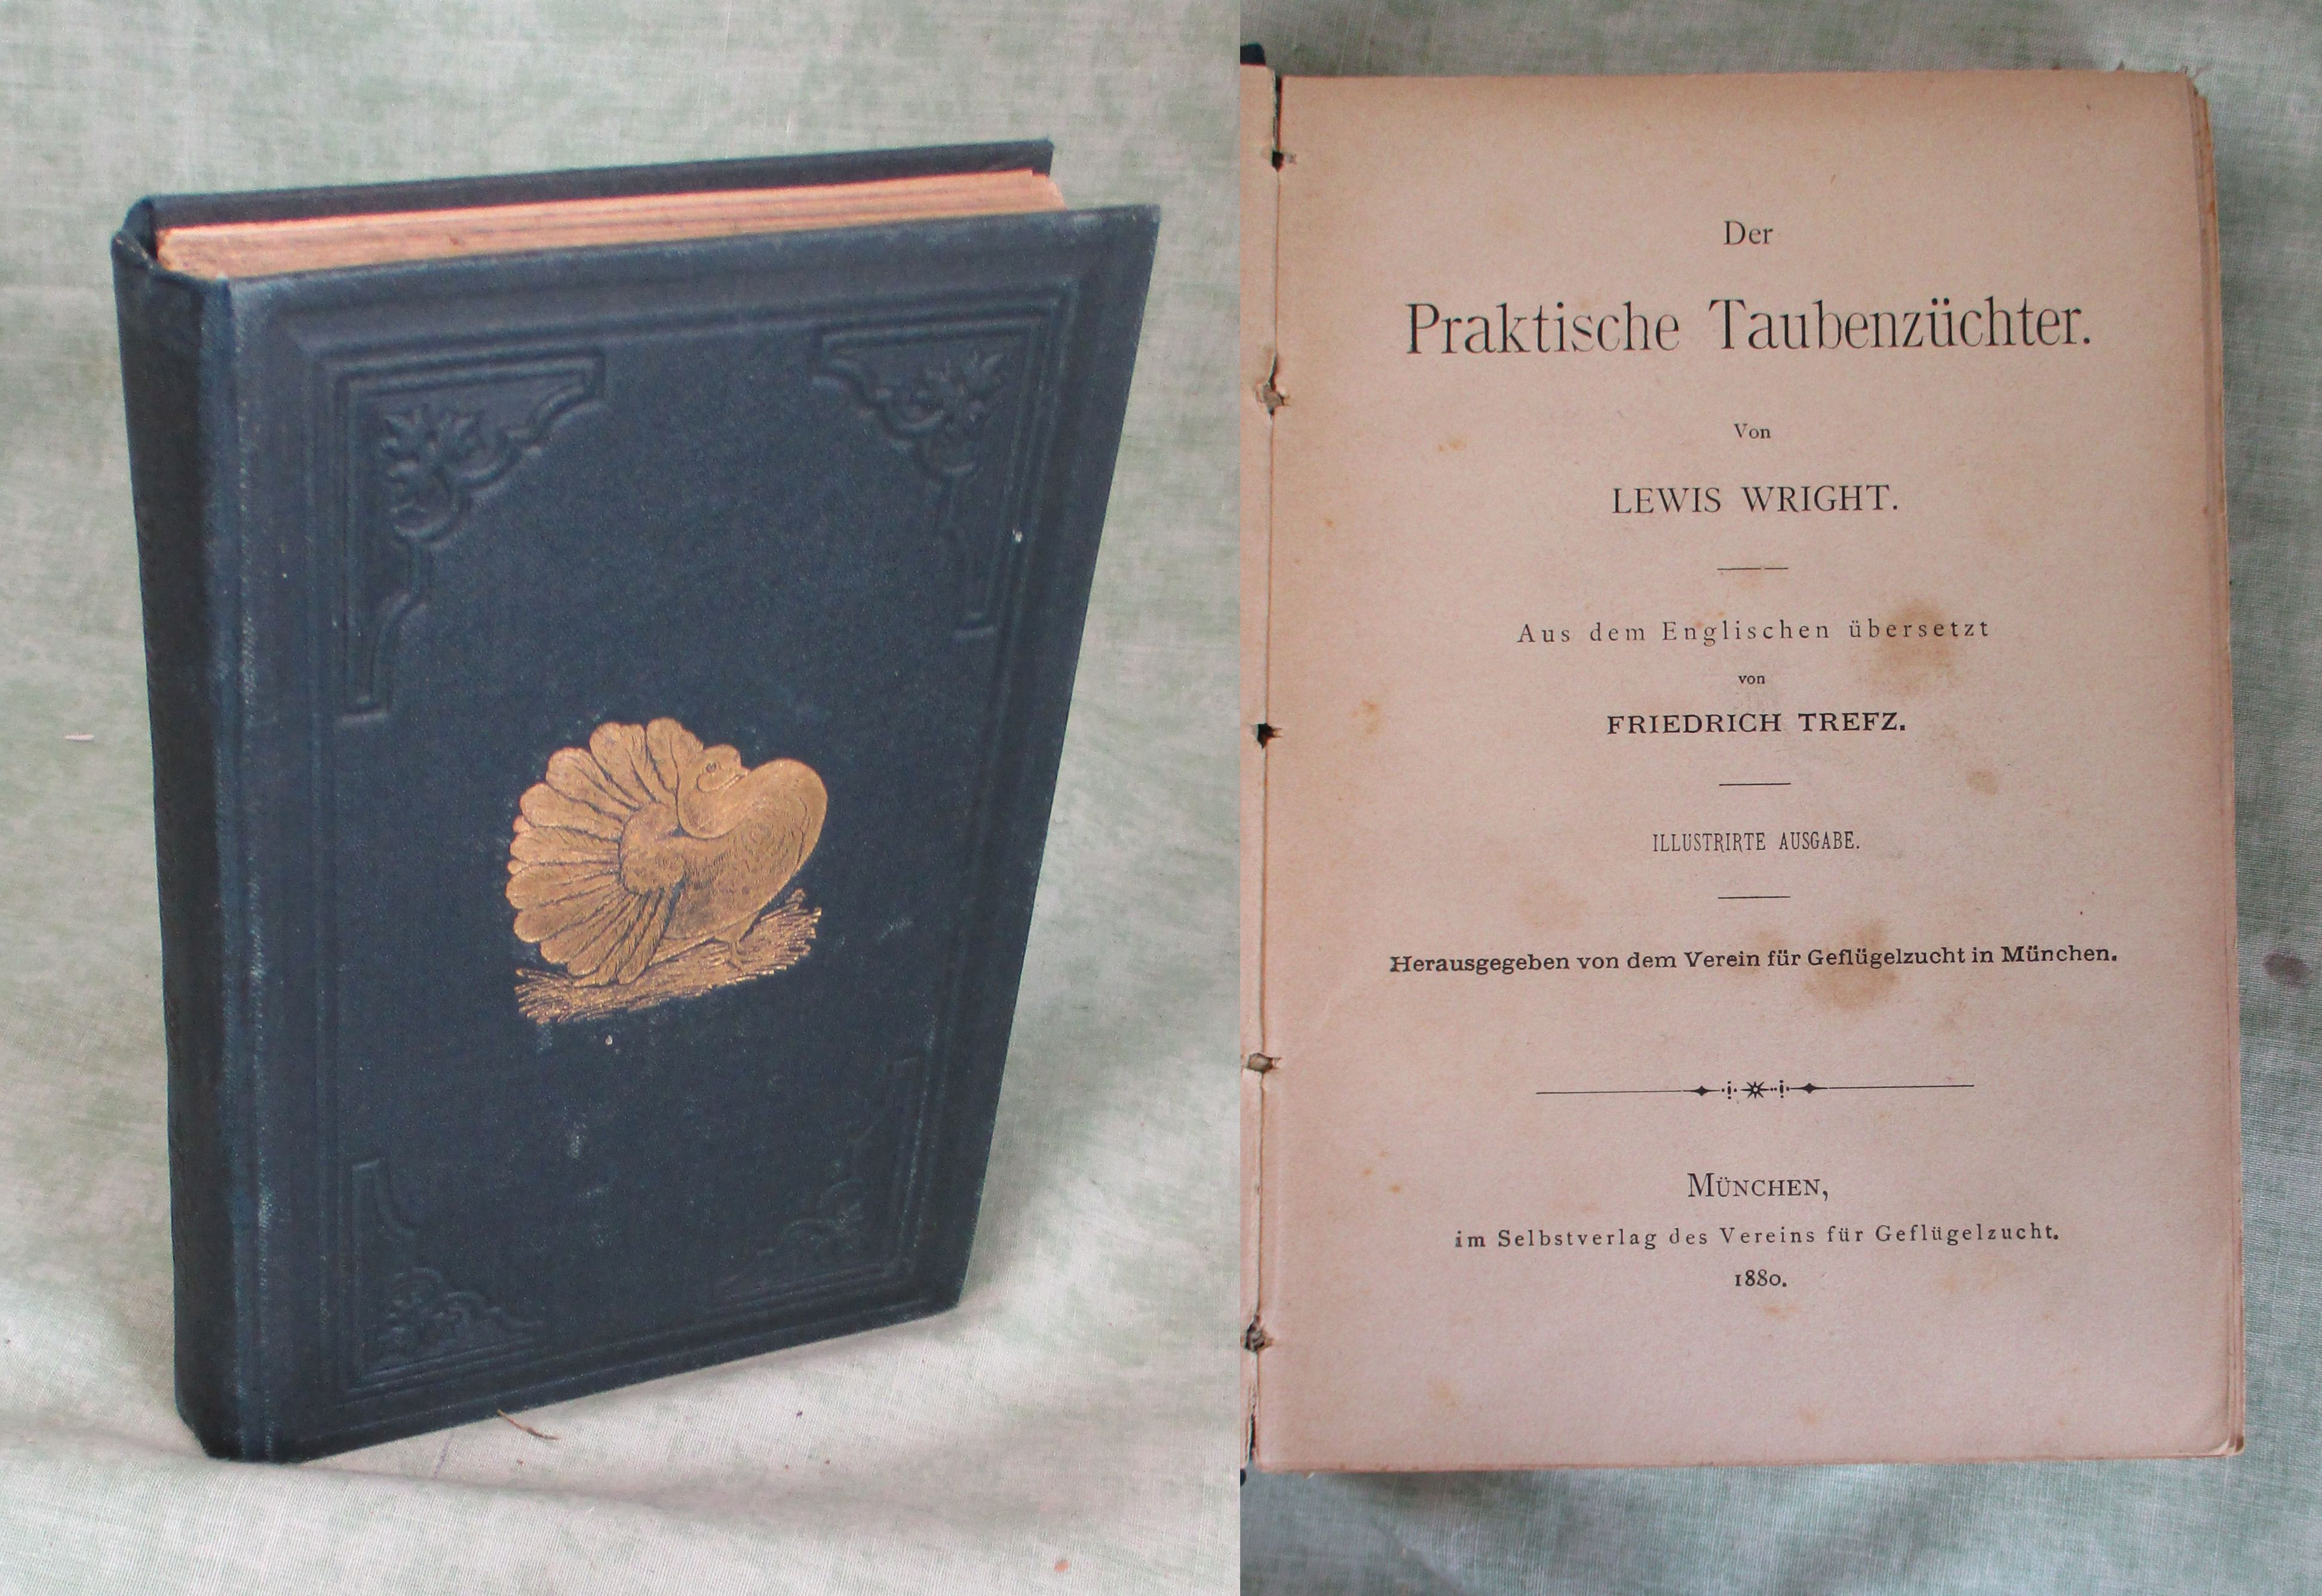 Der
Praktische Taubenzüchter.
Von
LEWIS WRIGHT.
Aus dem Englischen übersetzt
von
FRIEDRICH TREFZ.
ILLUSTRIRTE AUSGABE.
Herausgegeben von dem Verein für Geflügelzucht in München.
MÜNCHEN,
im Selbstverlag des Vereins für Geflügelzucht.
1880.